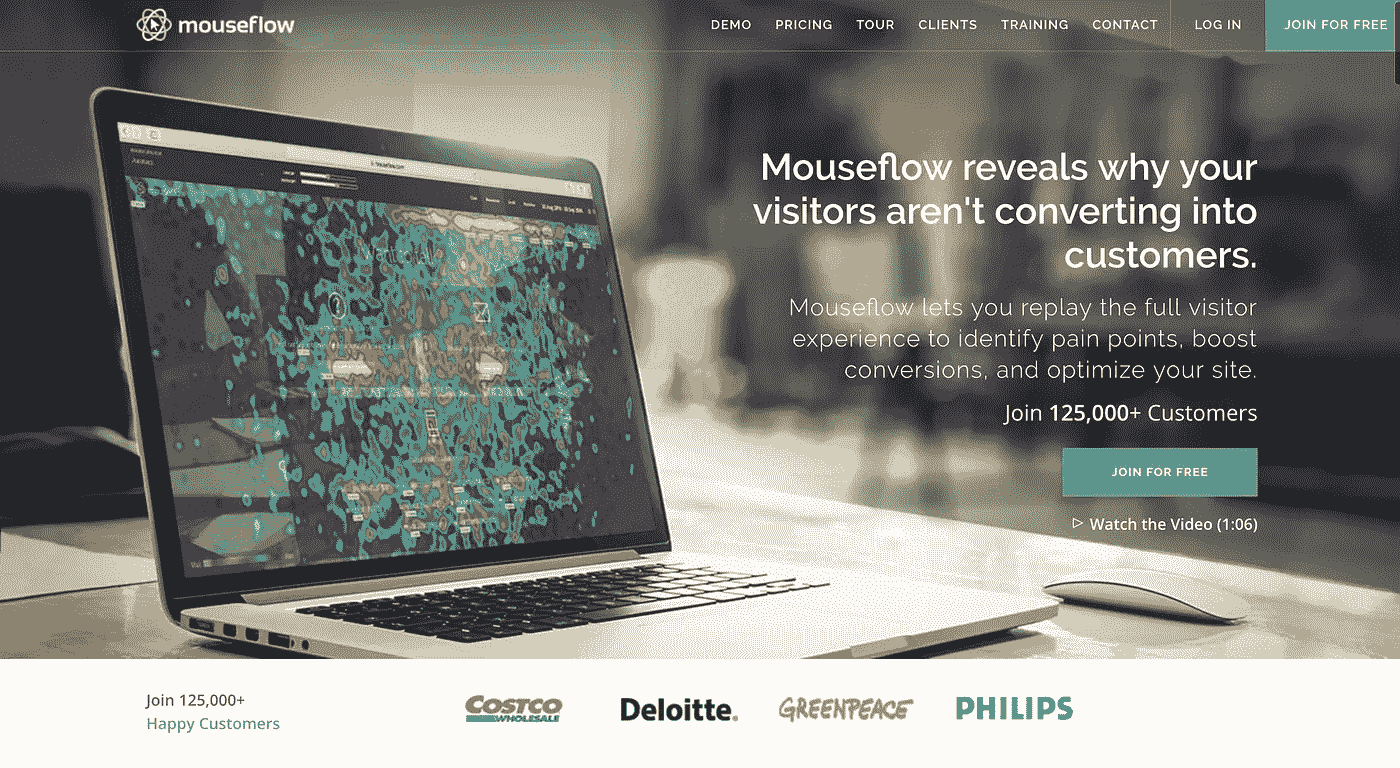 mouseflow
DEMO PRICING TOUR CLIENTS TRAINING CONTACT LOG IN JOIN FOR FREE
Mouseflow reveals why your
visitors aren't converting into
customers.
Mouseflow lets you replay the full visitor
experience to identify pain points, boost
conversions, and optimize your site.
Join 125,000+ Customers
JOIN FOR FREE
Watch the Video (1:06)
Join 125,000+
Happy Customers
COSTCO
WHOLESALE
Deloitte.
GREENPEACE
PHILIPS